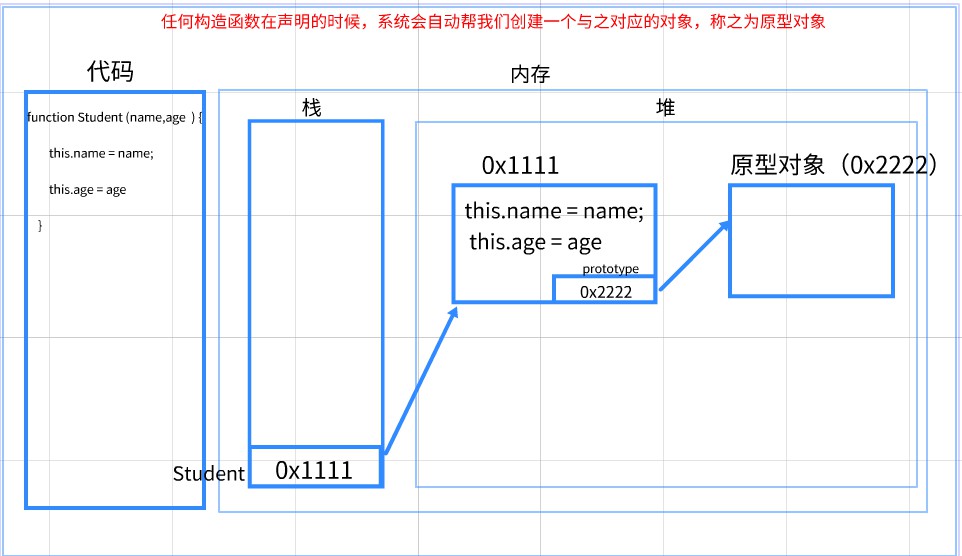 任何构造函数在声明的时候，系统会自动帮我们创建一个与之对应的对象，称之为原型对象
代码
内存
栈
堆
function Student (name,age  ) {
this.name = name;
this.age = age
}
0x1111
原型对象（0x2222）
this.name = name;
this.age = age
prototype
0x2222
Student
0x1111